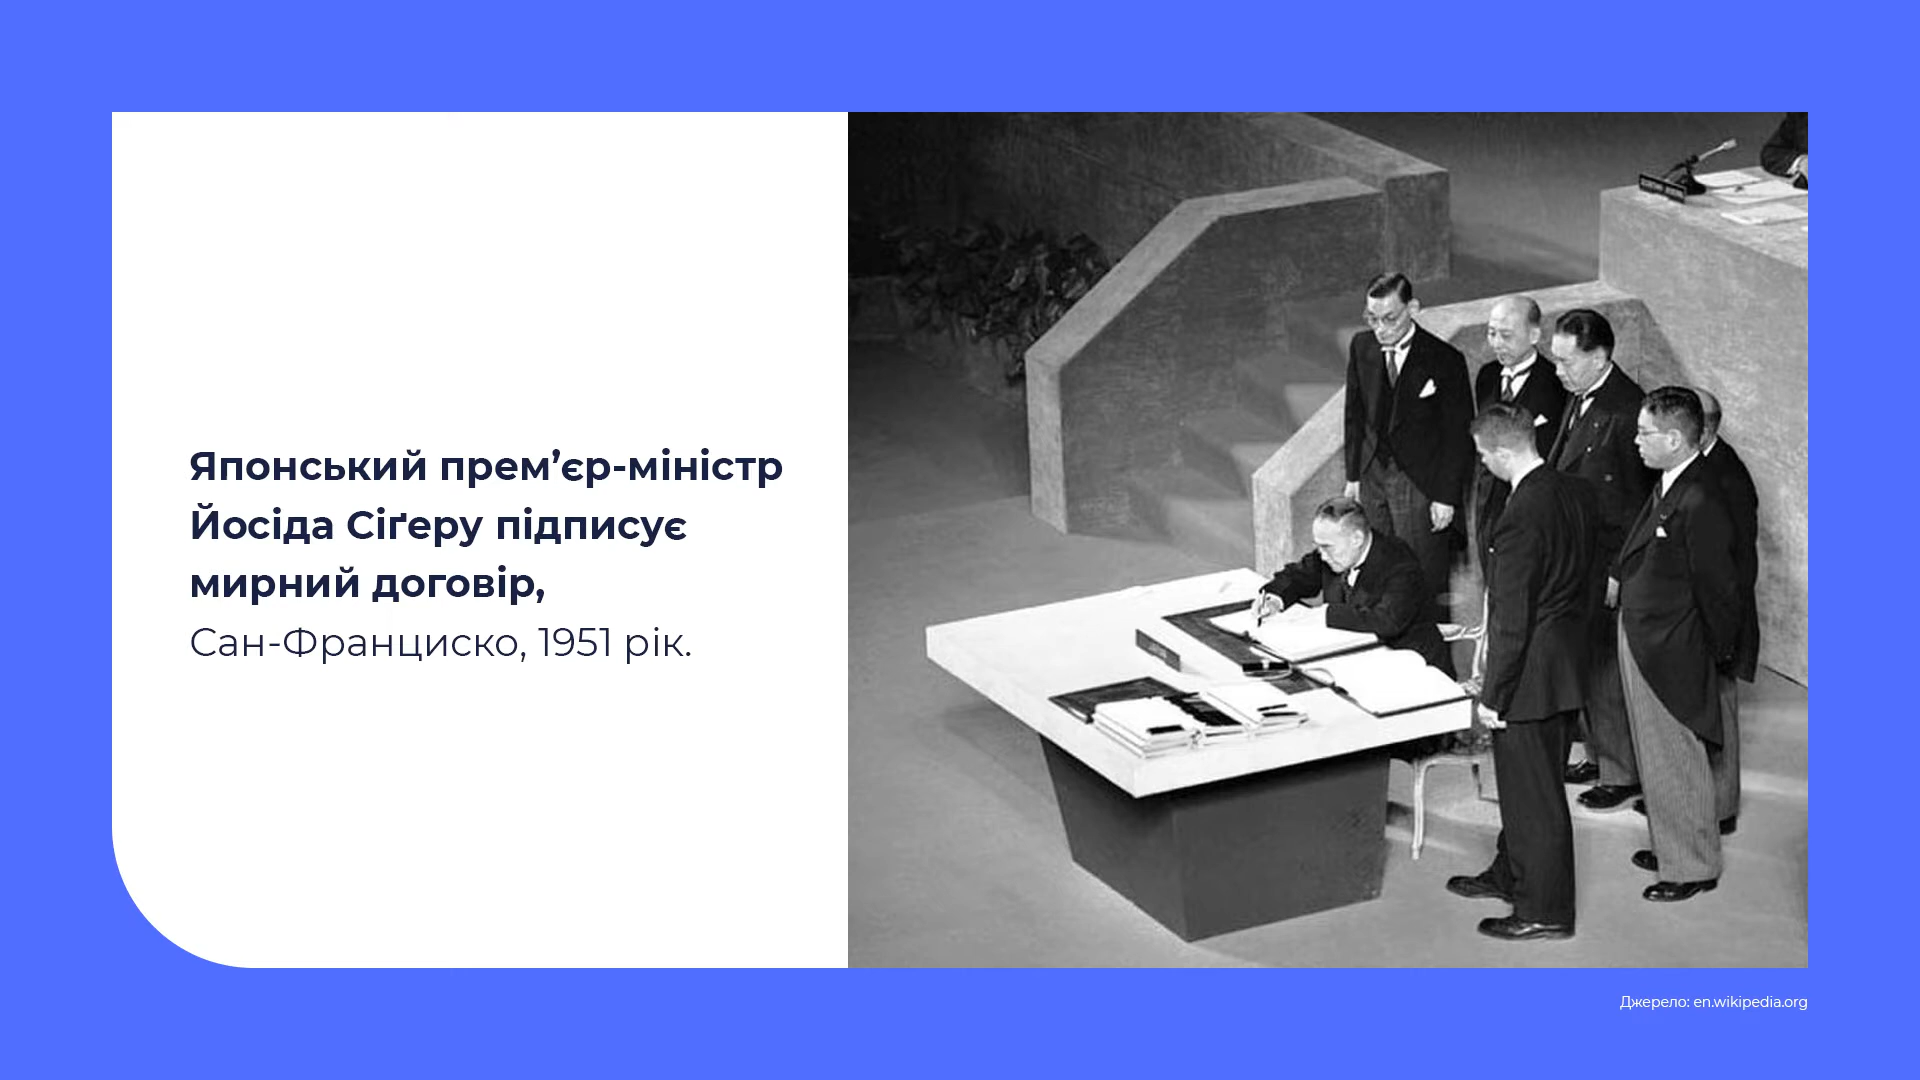 Японський прем’єр-міністр
Йосіда Сіґеру підписує
мирний договір,
Сан-Франциско, 1951 рік.
Джерело: en.wikipedia.org